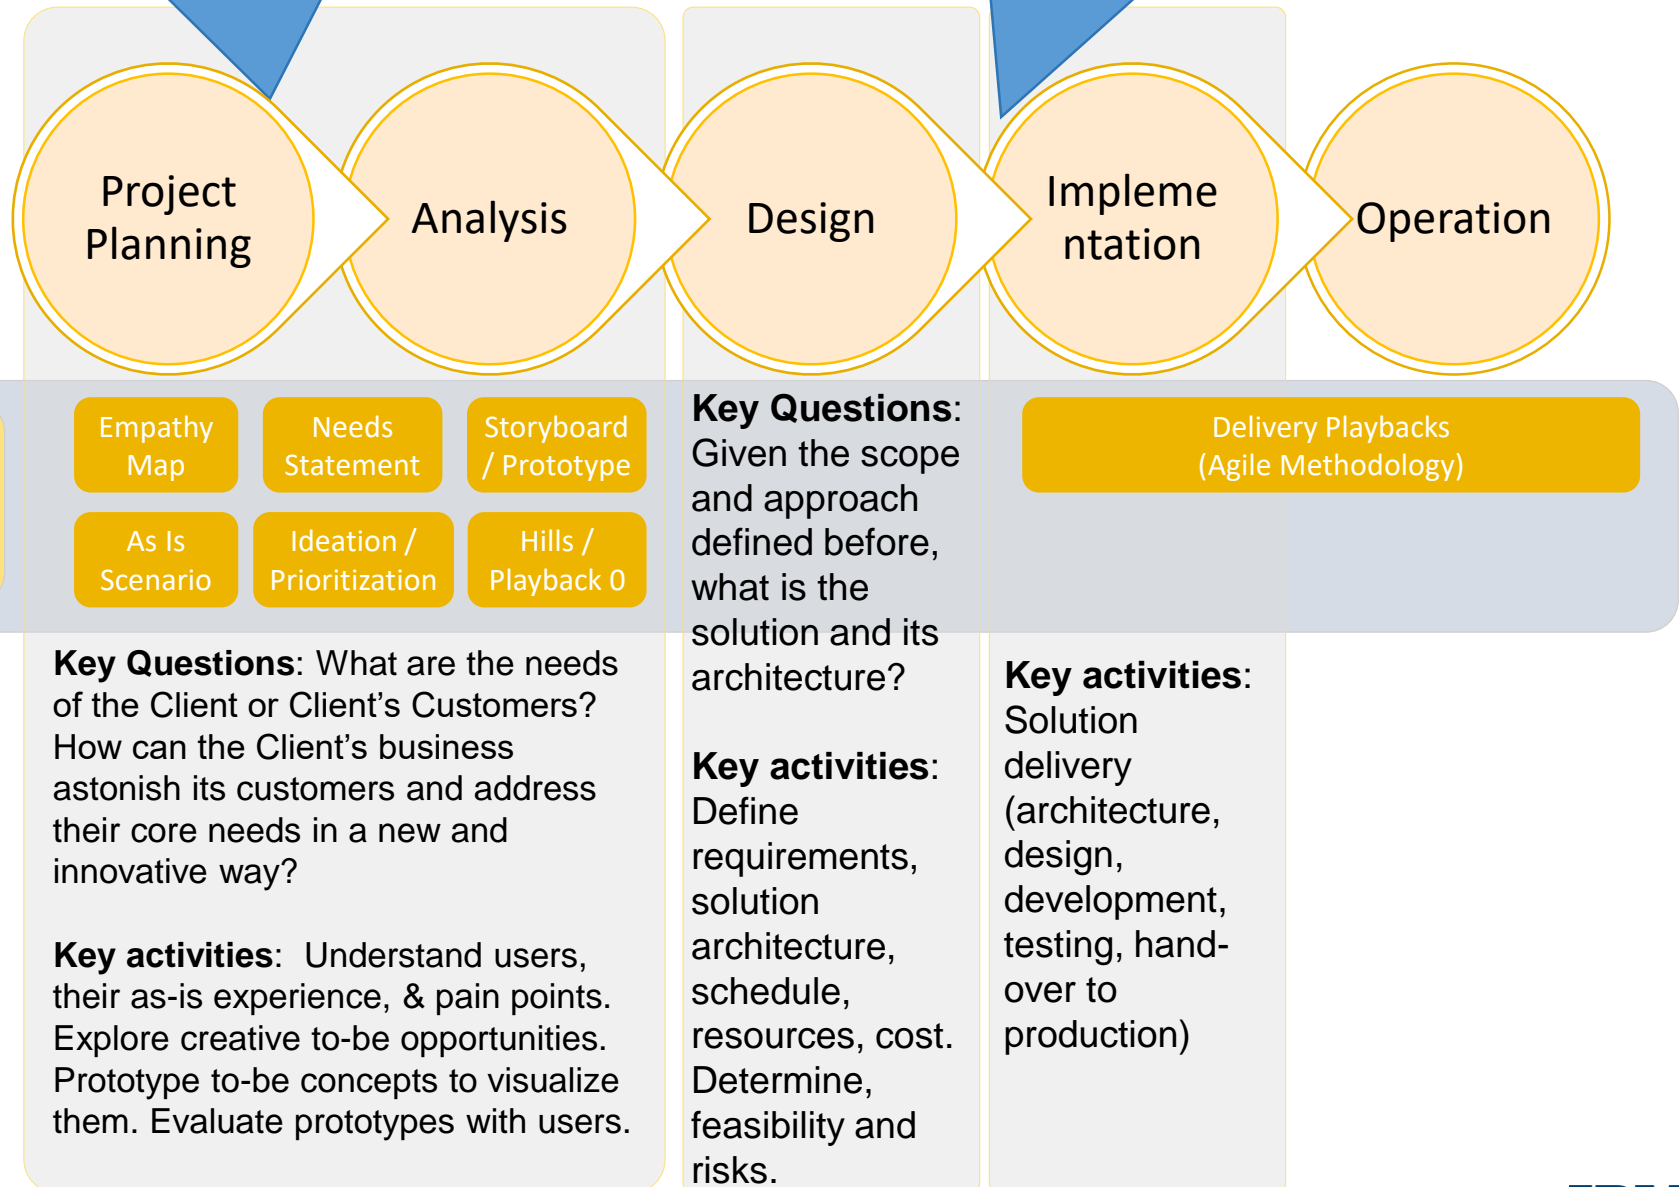 Project
Planning
Analysis
Design
Impleme
ntation
Operation
Empathy
Map
Needs
Statement
Storyboard
/ Prototype
As Is
Scenario
Ideation /
Prioritization
Hills /
Playback 0
Delivery Playbacks
(Agile Methodology)
Key Questions: What are the needs
of the Client or Client’s Customers?
How can the Client’s business
astonish its customers and address
their core needs in a new and
innovative way?
Key activities:  Understand users,
their as-is experience, & pain points.
Explore creative to-be opportunities.
Prototype to-be concepts to visualize
them. Evaluate prototypes with users.
Key Questions:
Given the scope
and approach
defined before,
what is the
solution and its
architecture?
Key activities:
Define
requirements,
solution
architecture,
schedule,
resources, cost.
Determine,
feasibility and
risks.
Key activities:
Solution
delivery
(architecture,
design,
development,
testing, hand-
over to
production)